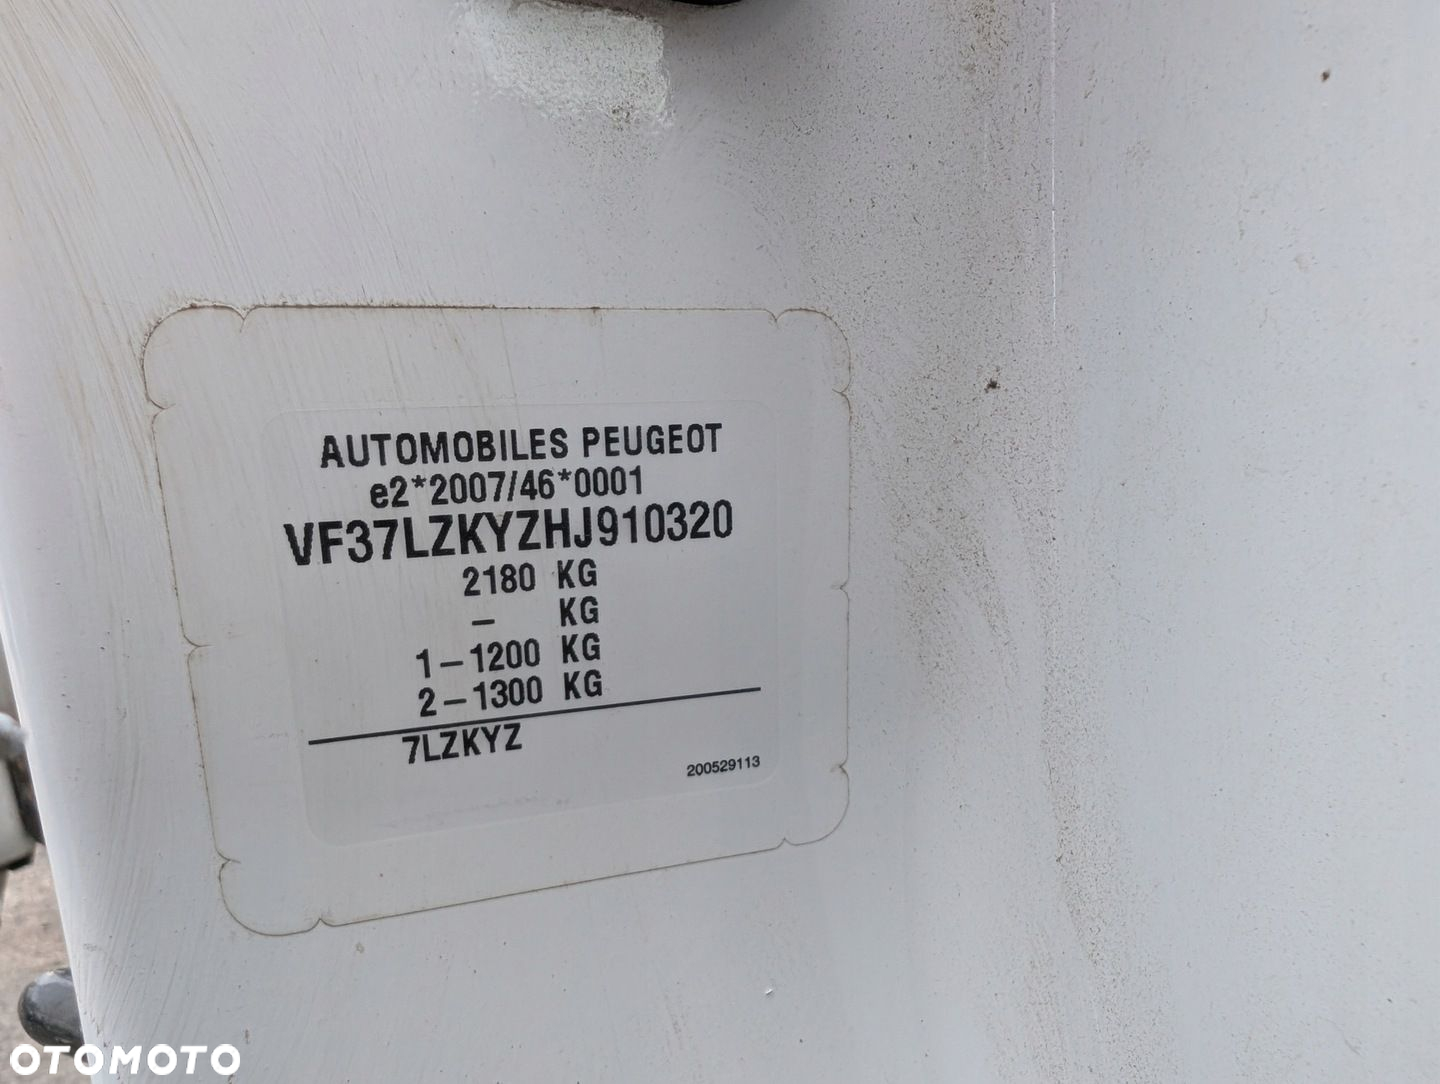 AUTOMOBILES PEUGEOT
e2*2007/46*0001
VF37LZKYZHJ910320
2180 KG
– KG
1–1200 KG
2–1300 KG
7LZKYZ
200529113
OTOMOTO